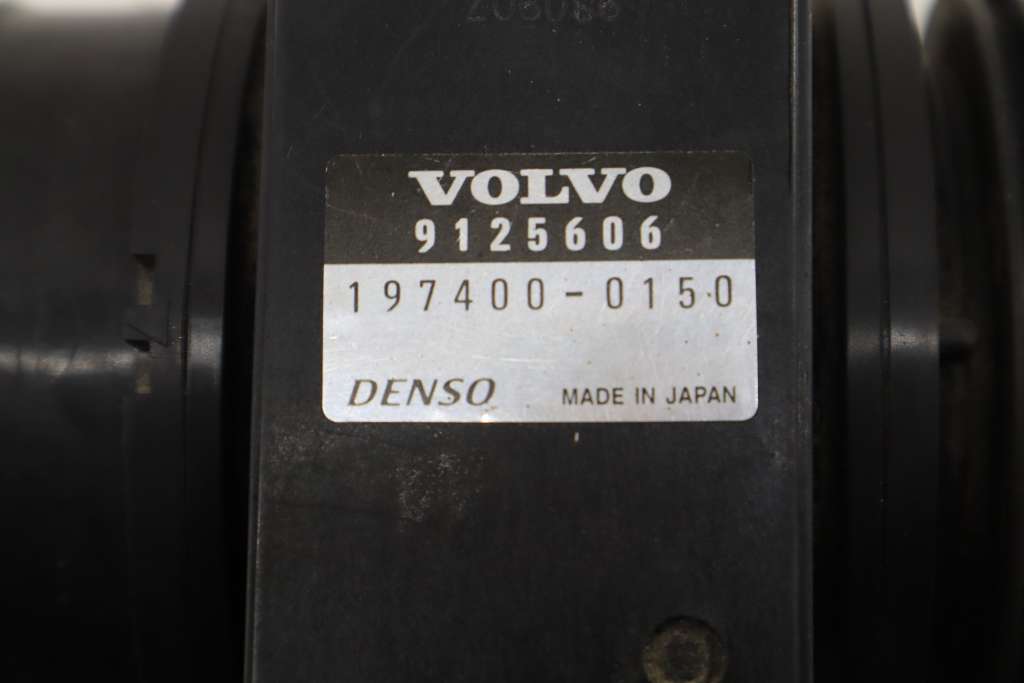 VOLVO
9125606
197400-0150
DENSO MADE IN JAPAN